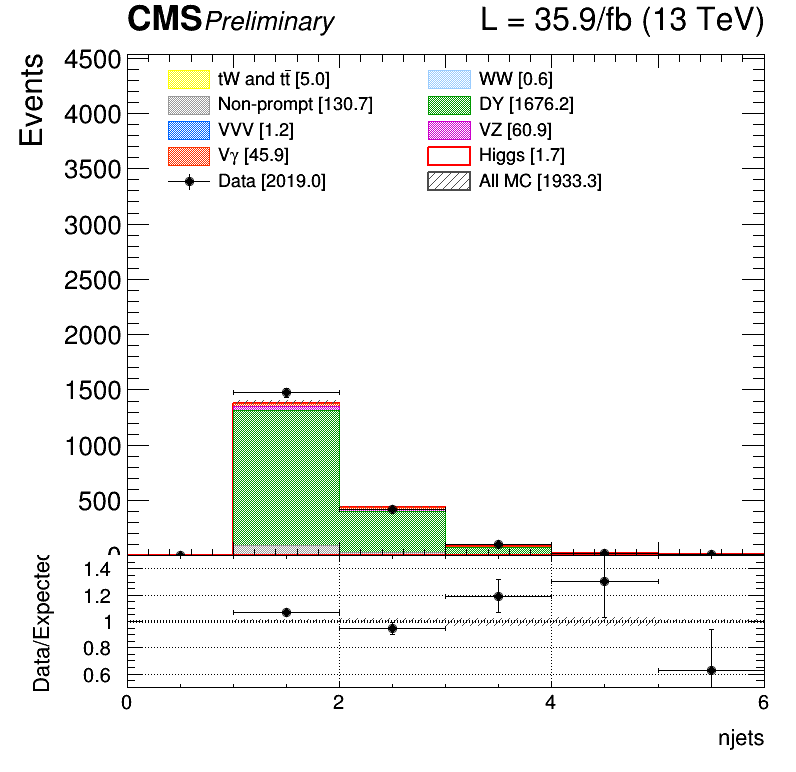 CMS Preliminary L = 35.9/fb (13 TeV)
Events
4500
4000
3500
3000
2500
2000
1500
1000
500
0
tW and tt̄ [5.0]
Non-prompt [130.7]
VVV [1.2]
Vγ [45.9]
Data [2019.0]
WW [0.6]
DY [1676.2]
VZ [60.9]
Higgs [1.7]
All MC [1933.3]
Data/Expected
1.4
1.2
1
0.8
0.6
0 2 4 6
njets